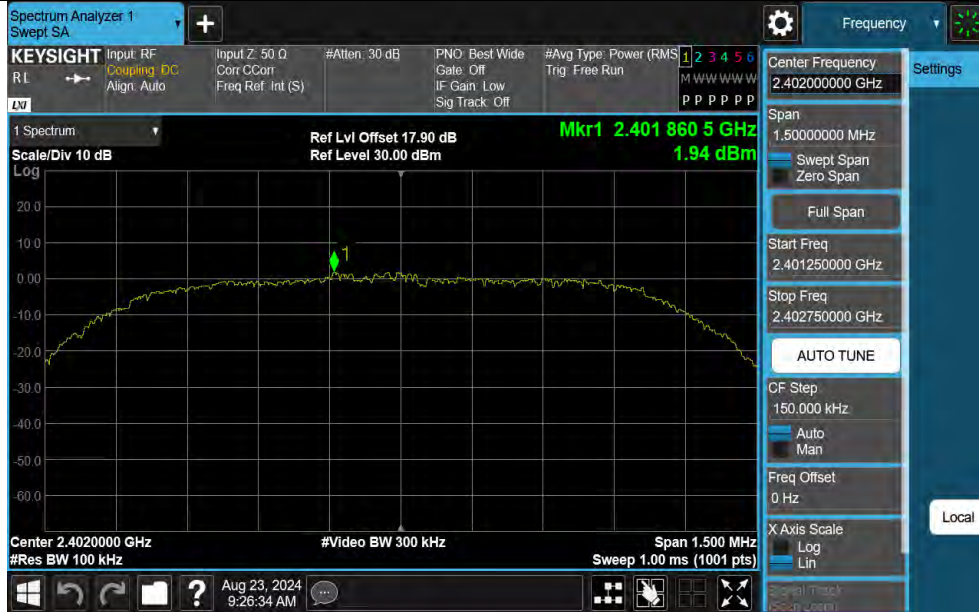 Spectrum Analyzer 1
Swept SA
+
Frequency
KEYSIGHT
R L
LXI
Input: RF
Coupling: DC
Align: Auto
Input Z: 50 Ω
Corr CCorr
Freq Ref: Int (S)
#Atten: 30 dB
PNO: Best Wide
Gate: Off
IF Gain: Low
Sig Track: Off
#Avg Type: Power (RMS
Trig: Free Run
1 2 3 4 5 6
M W W W W W
P P P P P P
Center Frequency
2.402000000 GHz
Settings
1 Spectrum
Scale/Div 10 dB
Log
Ref Lvl Offset 17.90 dB
Ref Level 30.00 dBm
Mkr1 2.401 860 5 GHz
1.94 dBm
20.0
10.0
0.00
-10.0
-20.0
-30.0
-40.0
-50.0
-60.0
1
Center 2.4020000 GHz
#Res BW 100 kHz
#Video BW 300 kHz
Span 1.500 MHz
Sweep 1.00 ms (1001 pts)
Span
1.50000000 MHz
Swept Span
Zero Span
Full Span
Start Freq
2.401250000 GHz
Stop Freq
2.402750000 GHz
AUTO TUNE
CF Step
150.000 kHz
Auto
Man
Freq Offset
0 Hz
X Axis Scale
Log
Lin
Signal Track
Local
?
Aug 23, 2024
9:26:34 AM